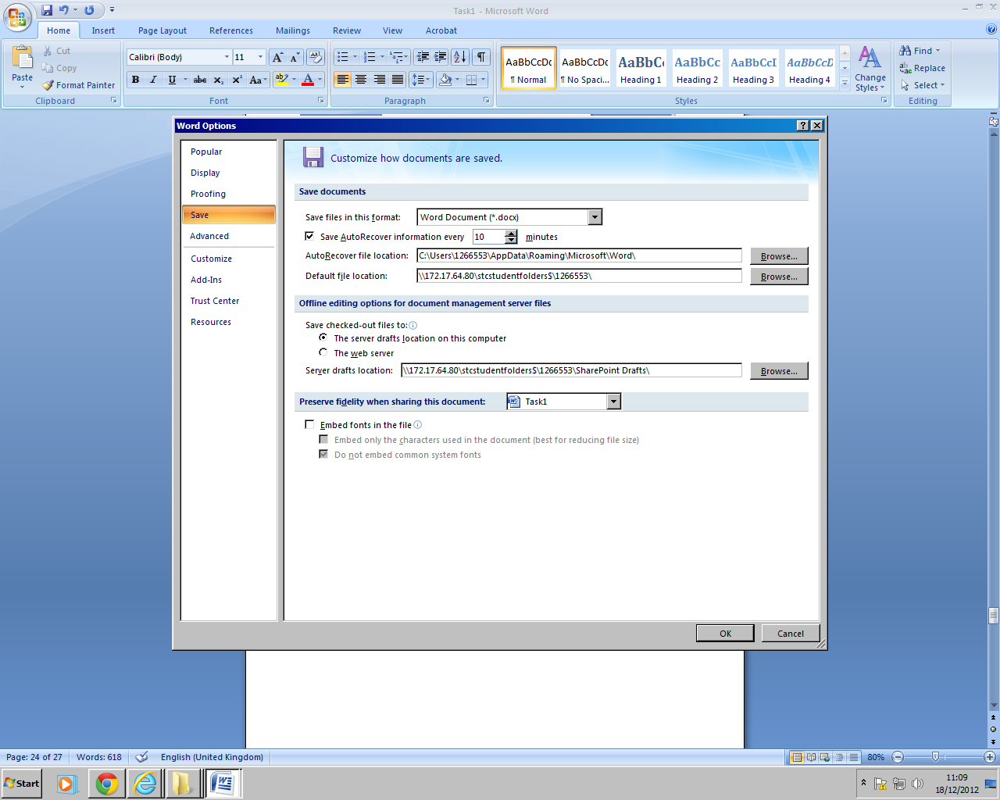 Task1 - Microsoft Word
Home Insert Page Layout References Mailings Review View Acrobat
Paste
Cut
Copy
Format Painter
Clipboard
Calibri (Body) 11
B I U abc x₂ x² Aa
Font
Paragraph
AaBbCcDc AaBbCcDc AaBbC AaBbCc AaBbCcI AaBbCcD
¶ Normal ¶ No Spaci... Heading 1 Heading 2 Heading 3 Heading 4
Change
Styles
Styles
Find
Replace
Select
Editing
Word Options
Popular
Display
Proofing
Save
Advanced
Customize
Add-Ins
Trust Center
Resources
Customize how documents are saved.
Save documents
Save files in this format: Word Document (*.docx)
Save AutoRecover information every 10 minutes
AutoRecover file location: C:\Users\1266553\AppData\Roaming\Microsoft\Word\ Browse...
Default file location: \\172.17.64.80\stcstudentfolders$\1266553\ Browse...
Offline editing options for document management server files
Save checked-out files to:
The server drafts location on this computer
The web server
Server drafts location: \\172.17.64.80\stcstudentfolders$\1266553\SharePoint Drafts\ Browse...
Preserve fidelity when sharing this document: Task1
Embed fonts in the file
Embed only the characters used in the document (best for reducing file size)
Do not embed common system fonts
OK Cancel
Page: 24 of 27 Words: 618 English (United Kingdom) 80%
Start
11:09
18/12/2012